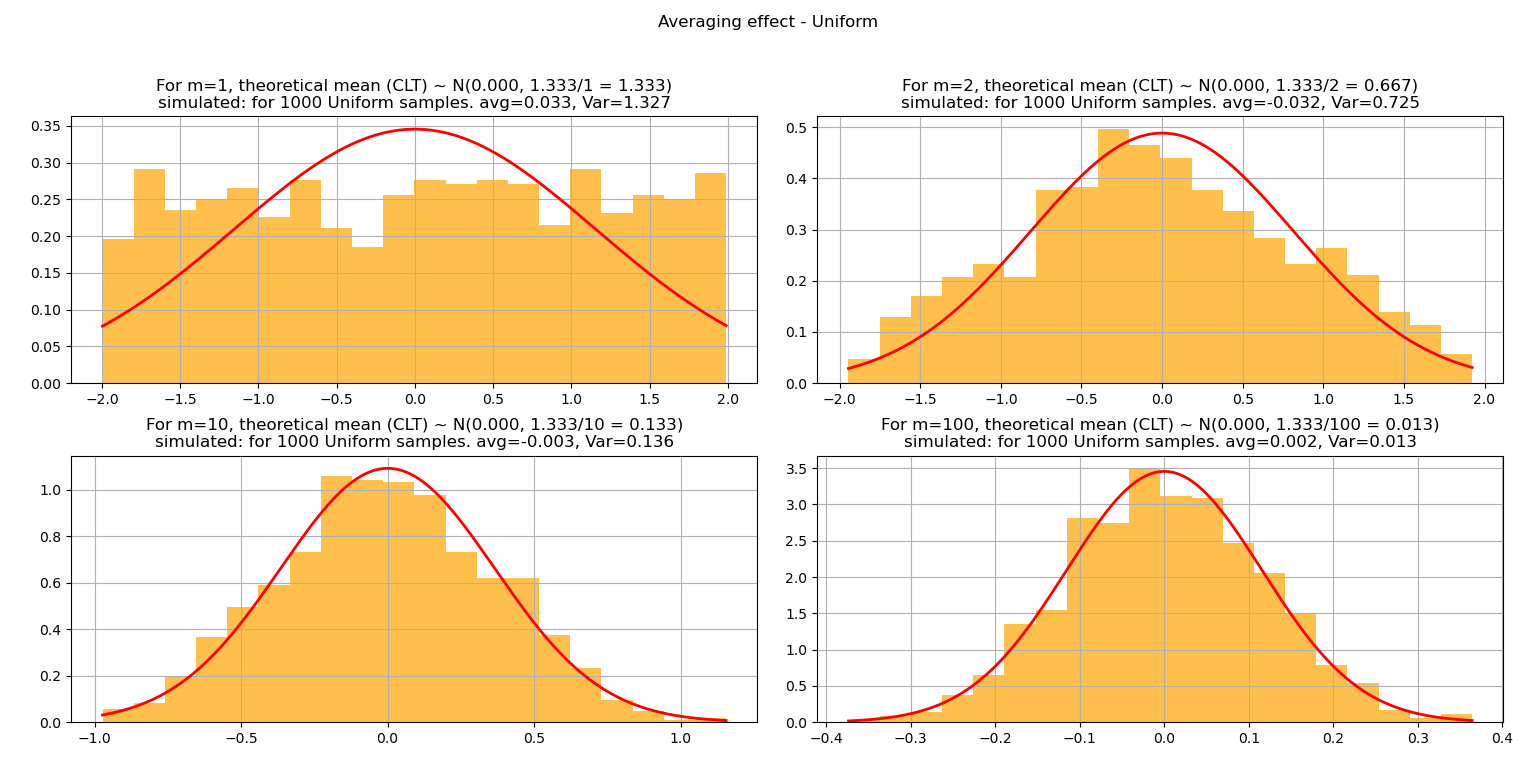 Averaging effect - Uniform
For m=1, theoretical mean (CLT) ~ N(0.000, 1.333/1 = 1.333)
simulated: for 1000 Uniform samples. avg=0.033, Var=1.327
0.35
0.30
0.25
0.20
0.15
0.10
0.05
0.00
−2.0 −1.5 −1.0 −0.5 0.0 0.5 1.0 1.5 2.0
For m=2, theoretical mean (CLT) ~ N(0.000, 1.333/2 = 0.667)
simulated: for 1000 Uniform samples. avg=-0.032, Var=0.725
0.5
0.4
0.3
0.2
0.1
0.0
−2.0 −1.5 −1.0 −0.5 0.0 0.5 1.0 1.5 2.0
For m=10, theoretical mean (CLT) ~ N(0.000, 1.333/10 = 0.133)
simulated: for 1000 Uniform samples. avg=-0.003, Var=0.136
1.0
0.8
0.6
0.4
0.2
0.0
−1.0 −0.5 0.0 0.5 1.0
For m=100, theoretical mean (CLT) ~ N(0.000, 1.333/100 = 0.013)
simulated: for 1000 Uniform samples. avg=0.002, Var=0.013
3.5
3.0
2.5
2.0
1.5
1.0
0.5
0.0
−0.4 −0.3 −0.2 −0.1 0.0 0.1 0.2 0.3 0.4